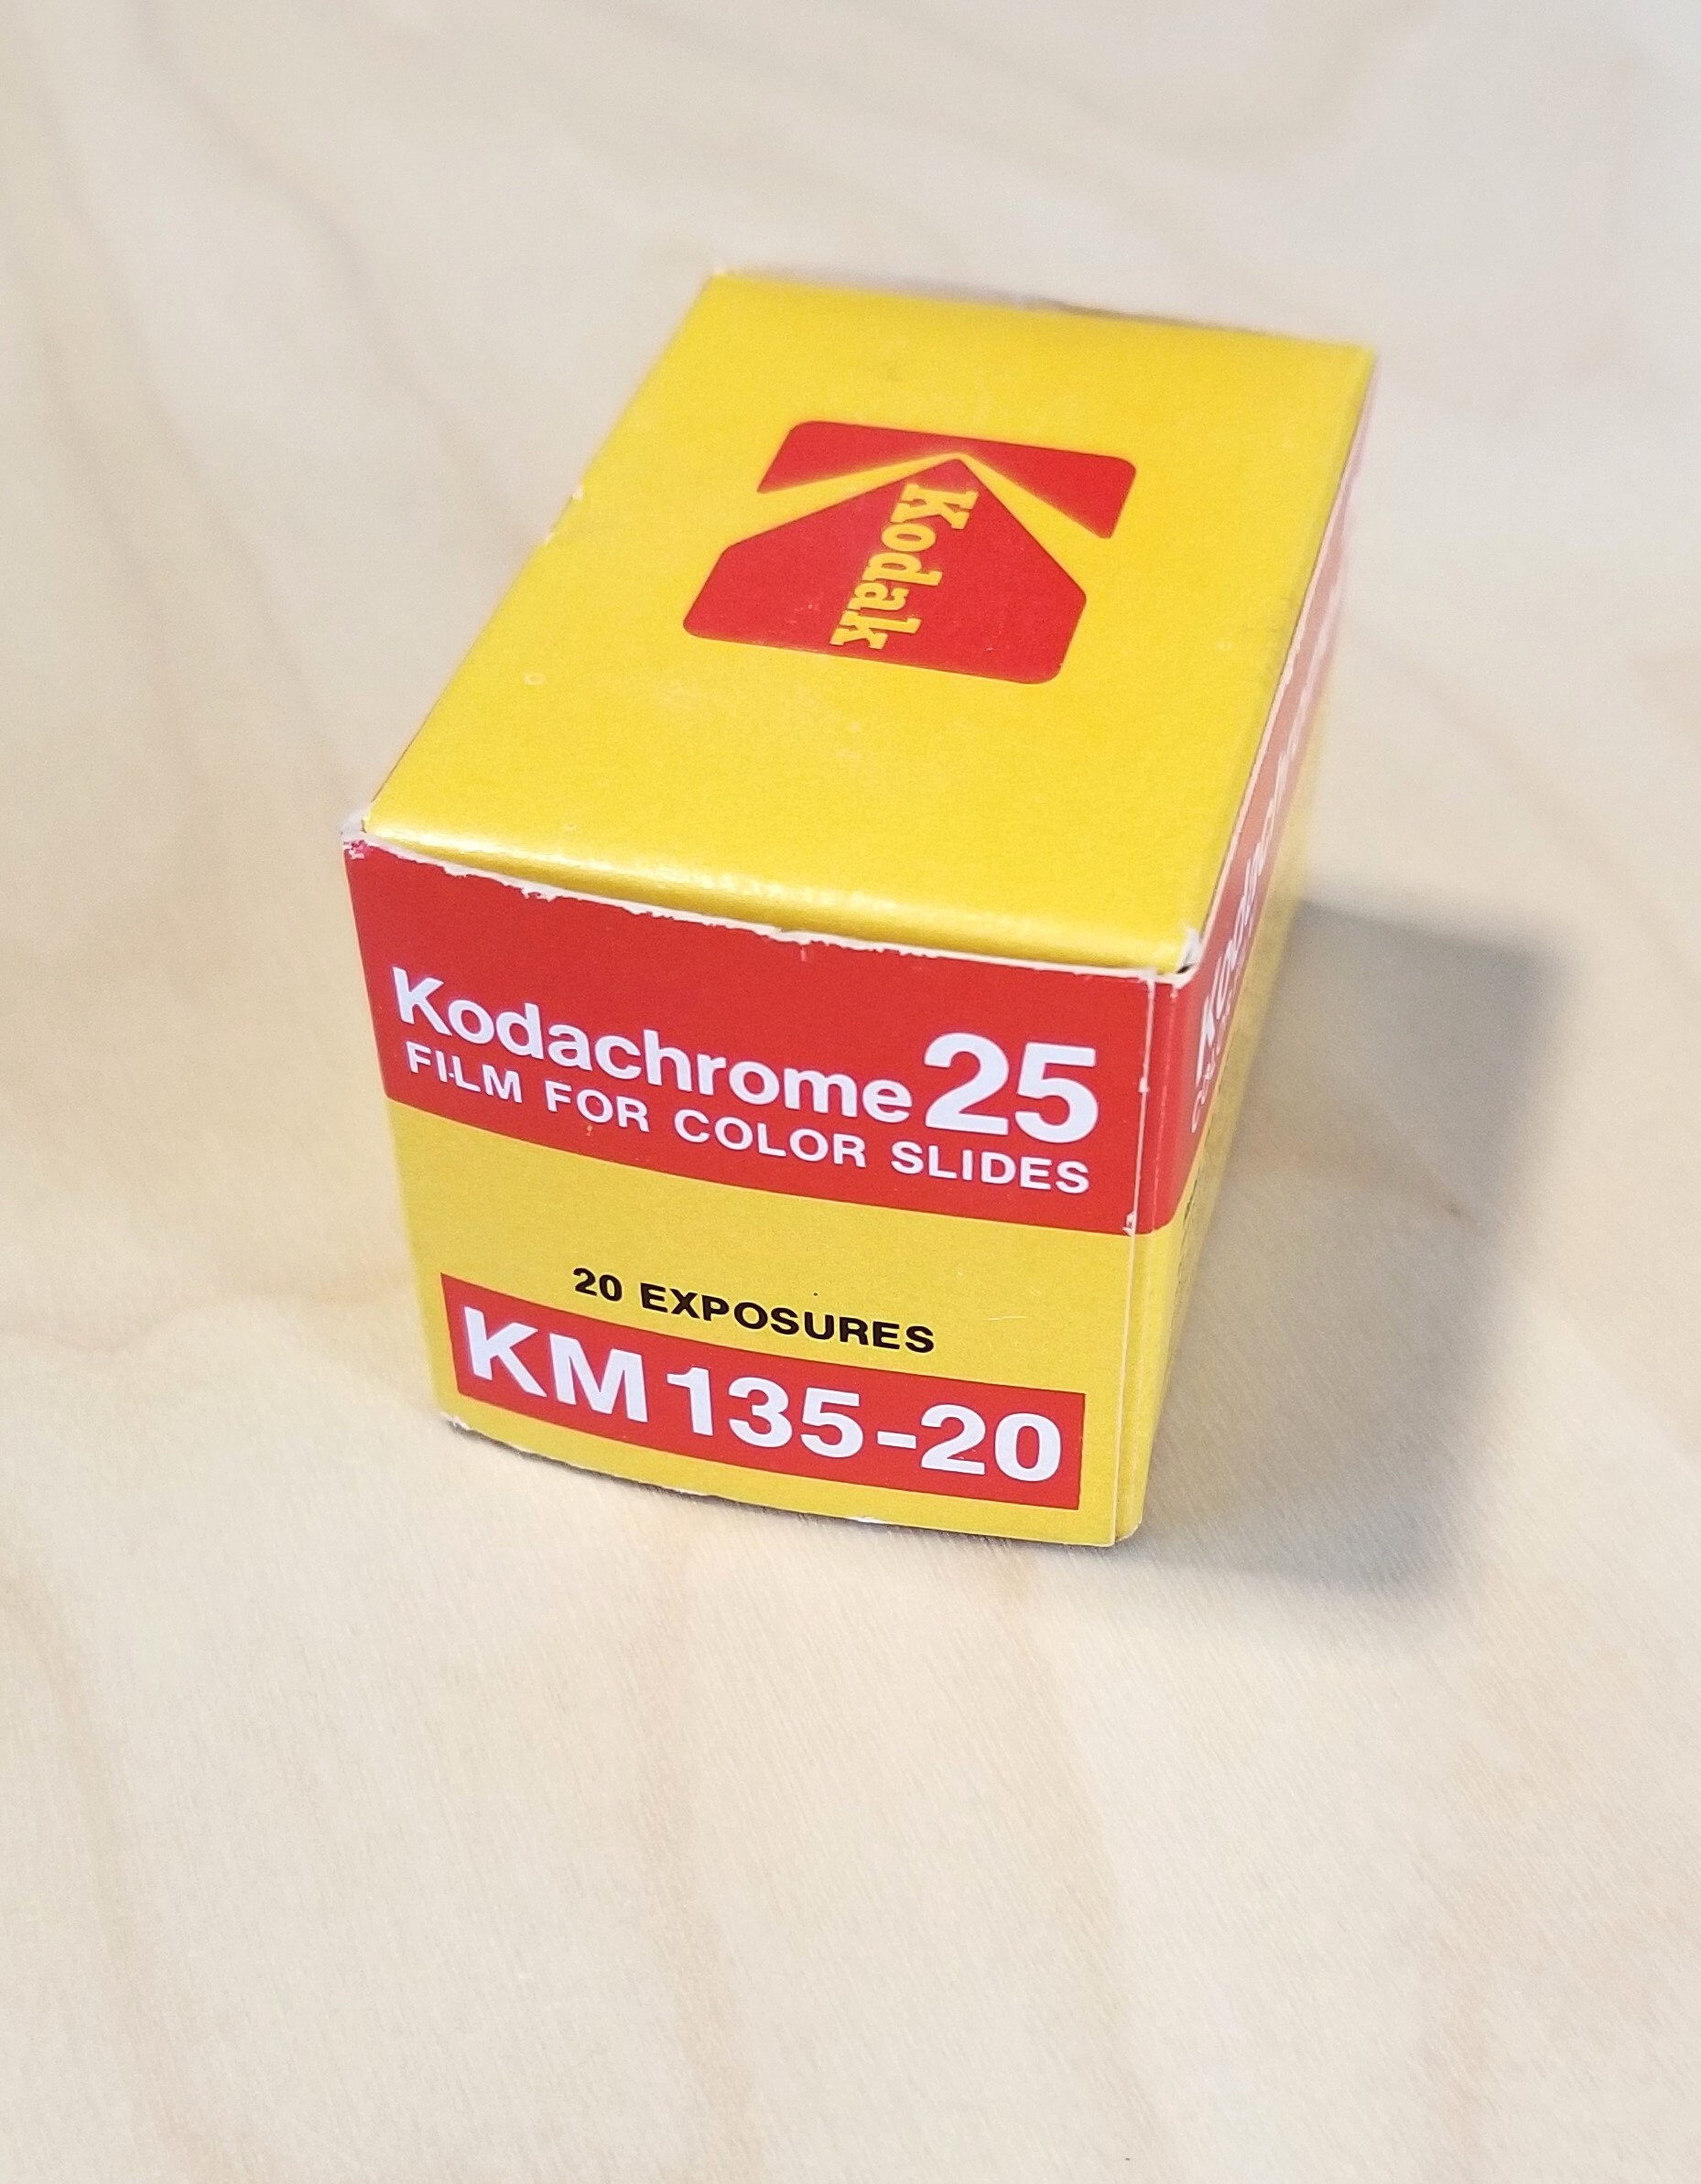 Kodak
Kodachrome 25
FILM FOR COLOR SLIDES
20 EXPOSURES
KM 135-20